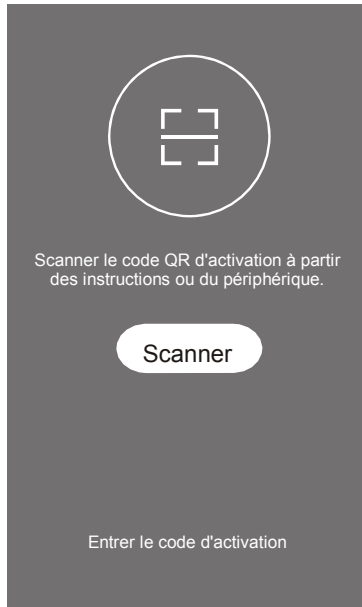 Scanner le code QR d'activation à partir
des instructions ou du périphérique.
Scanner
Entrer le code d'activation